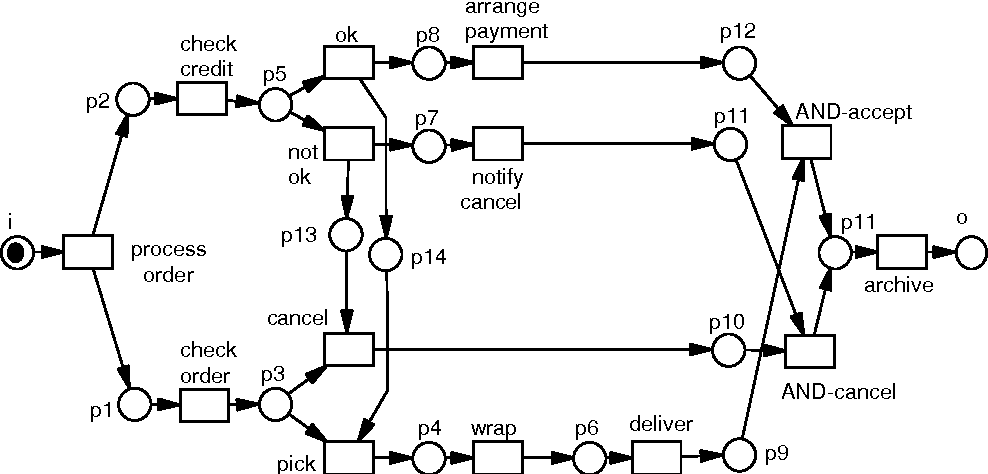 arrange
payment
p12
check
credit
ok
p8
p5
p2
AND-accept
p7
p11
not
ok
notify
cancel
i
p11
o
process
order
p13
p14
archive
cancel
p10
check
order
p3
AND-cancel
p1
p4
wrap
p6
deliver
pick
p9